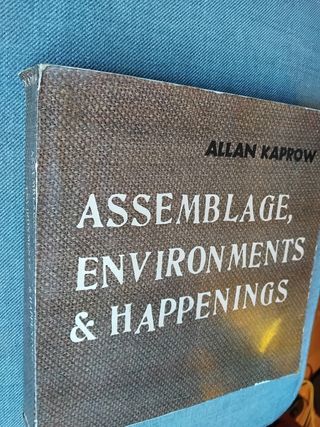 ALLAN KAPROW
ASSEMBLAGE,
ENVIRONMENTS
& HAPPENINGS